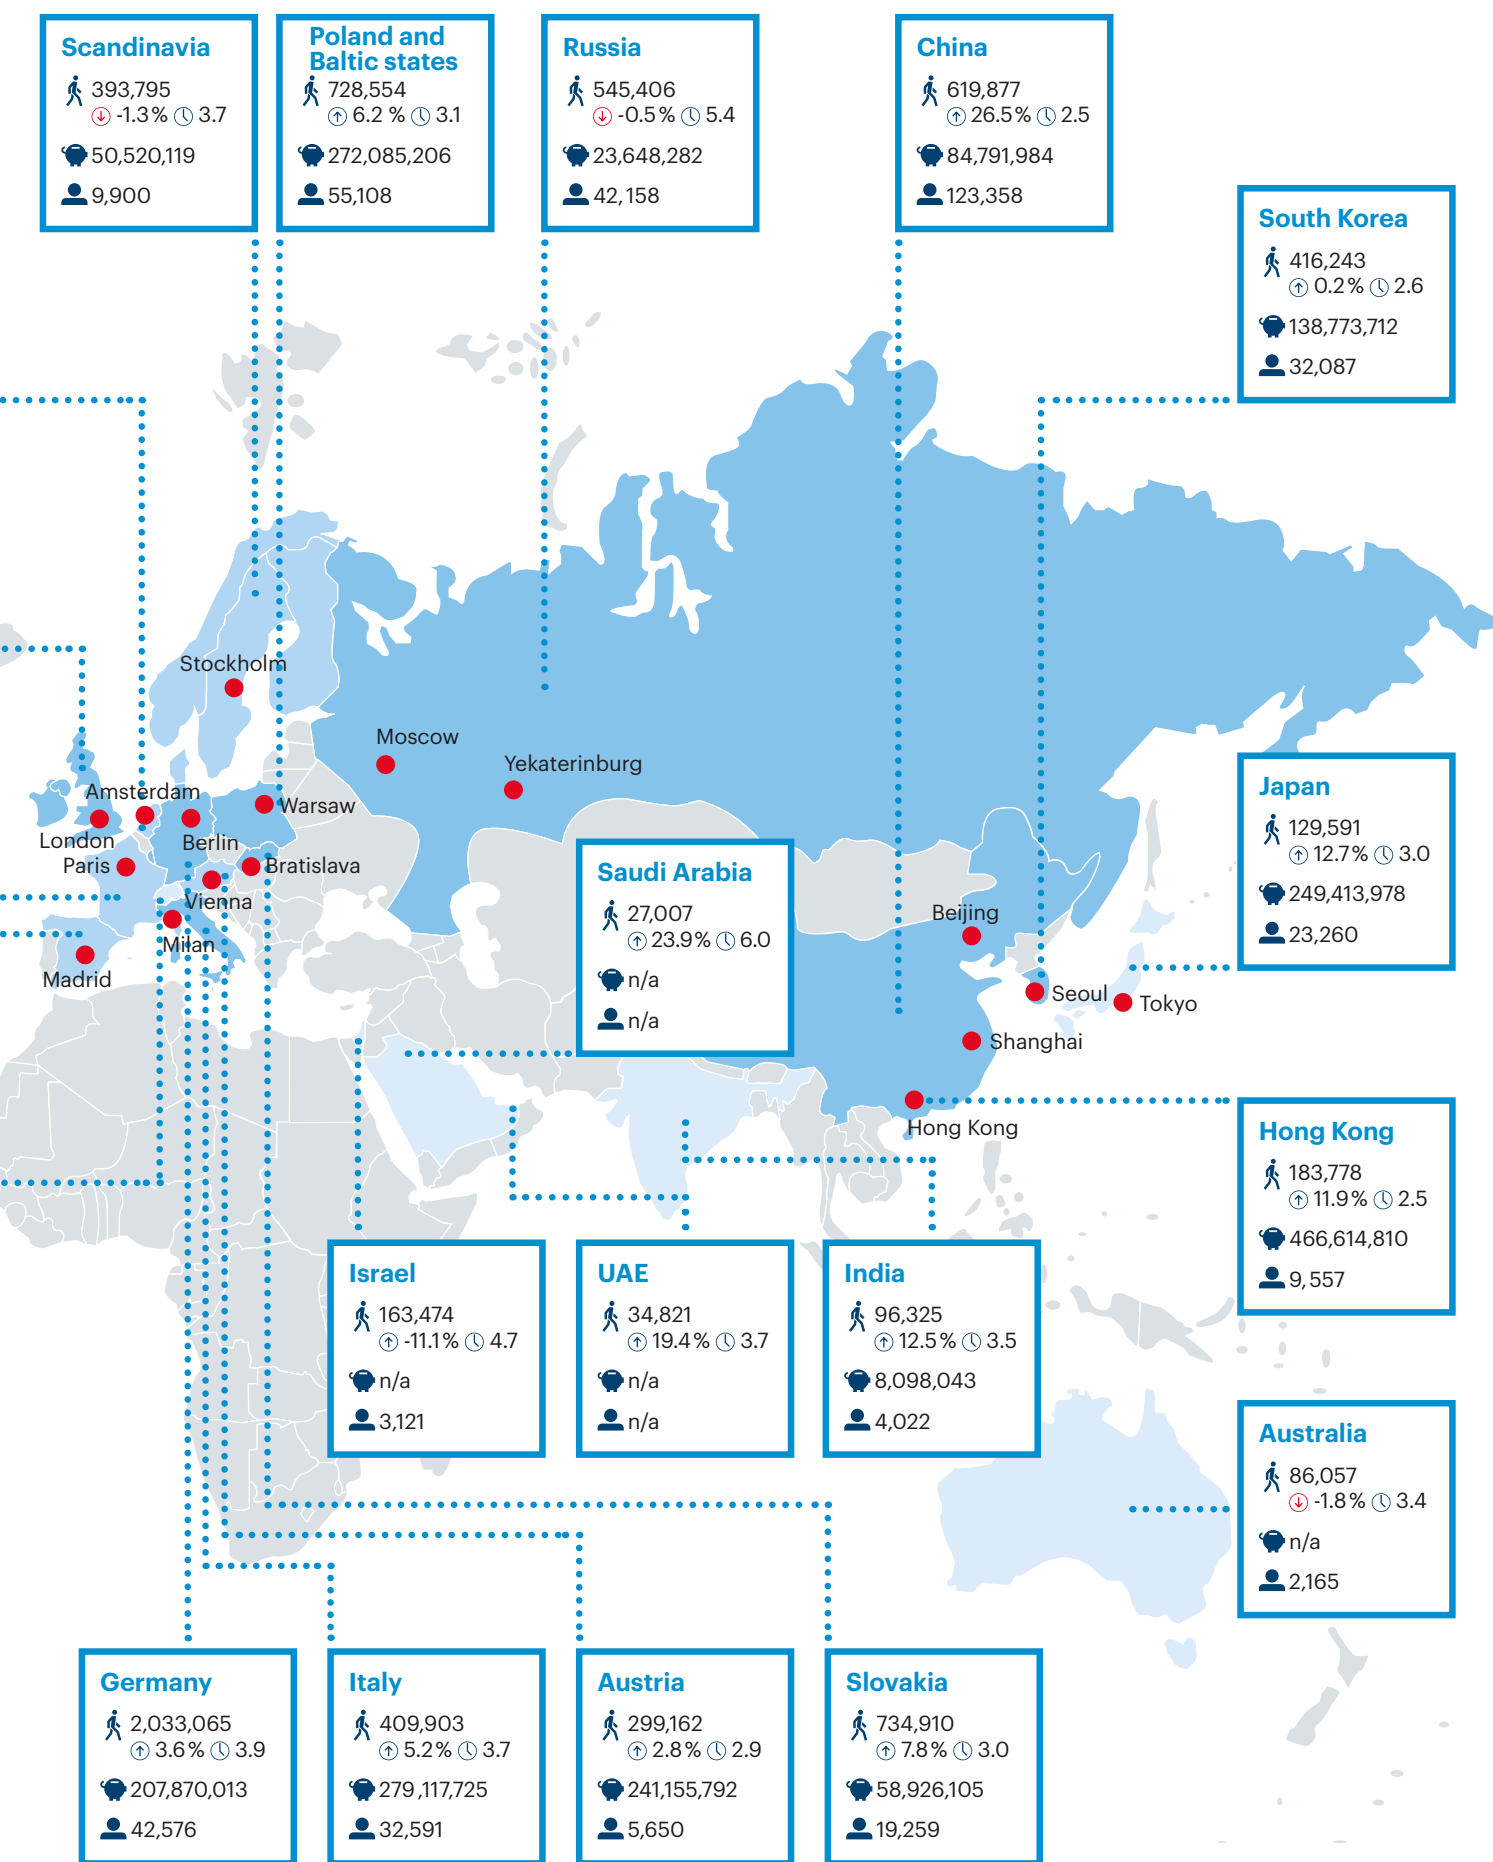 Scandinavia
393,795
-1.3% 3.7
50,520,119
9,900
Poland and
Baltic states
728,554
6.2 % 3.1
272,085,206
55,108
Russia
545,406
-0.5% 5.4
23,648,282
42,158
China
619,877
26.5% 2.5
84,791,984
123,358
South Korea
416,243
0.2% 2.6
138,773,712
32,087
Stockholm
Moscow
Yekaterinburg
Amsterdam
Warsaw
London
Berlin
Paris
Bratislava
Vienna
Milan
Madrid
Beijing
Seoul
Tokyo
Shanghai
Hong Kong
Japan
129,591
12.7% 3.0
249,413,978
23,260
Saudi Arabia
27,007
23.9% 6.0
n/a
n/a
Hong Kong
183,778
11.9% 2.5
466,614,810
9,557
Israel
163,474
-11.1% 4.7
n/a
3,121
UAE
34,821
19.4% 3.7
n/a
n/a
India
96,325
12.5% 3.5
8,098,043
4,022
Australia
86,057
-1.8% 3.4
n/a
2,165
Germany
2,033,065
3.6% 3.9
207,870,013
42,576
Italy
409,903
5.2% 3.7
279,117,725
32,591
Austria
299,162
2.8% 2.9
241,155,792
5,650
Slovakia
734,910
7.8% 3.0
58,926,105
19,259